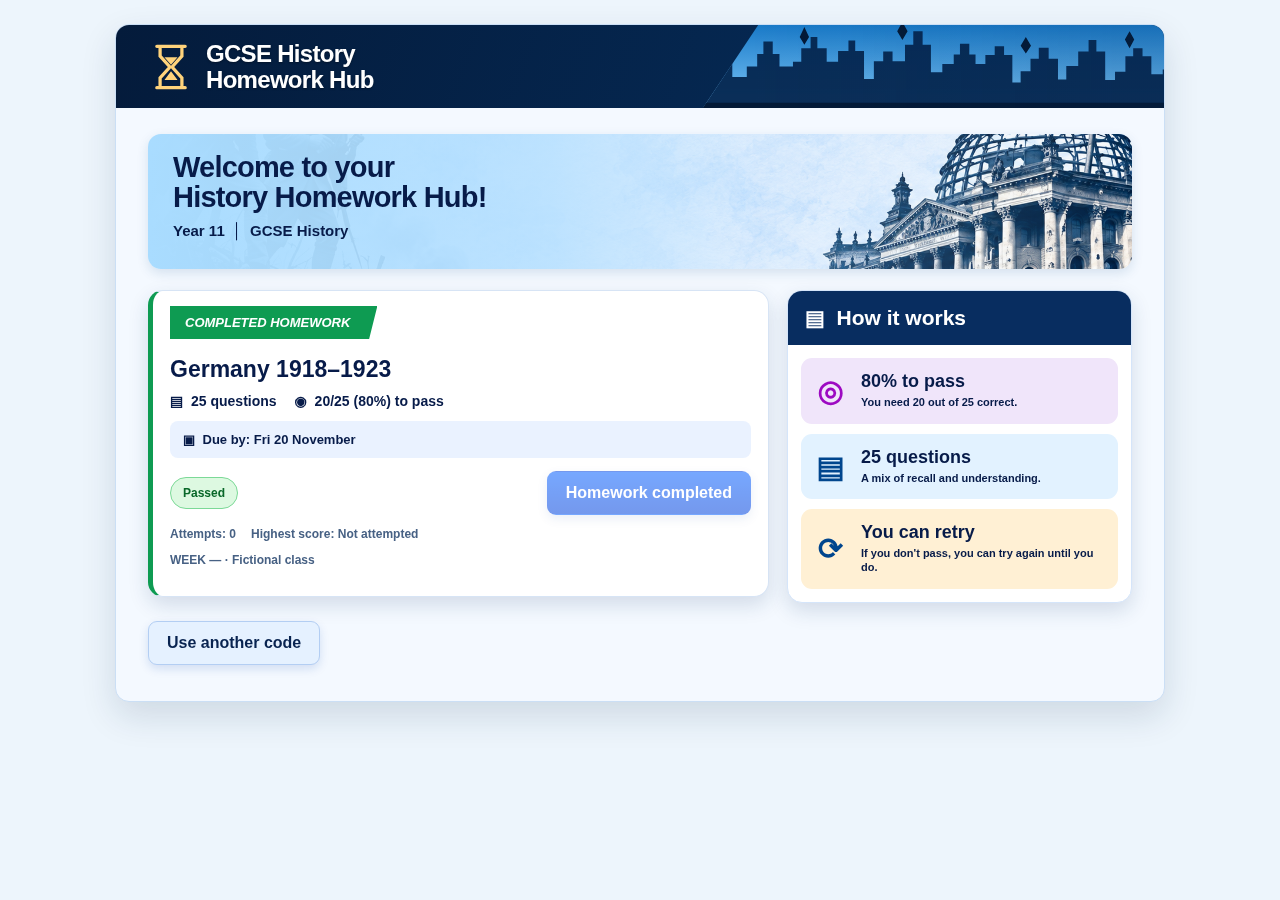 GCSE History
Homework Hub
Welcome to your
History Homework Hub!
Year 11 | GCSE History
COMPLETED HOMEWORK
Germany 1918–1923
25 questions 20/25 (80%) to pass
Due by: Fri 20 November
Passed
Homework completed
Attempts: 0 Highest score: Not attempted
WEEK — · Fictional class
Use another code
How it works
80% to pass
You need 20 out of 25 correct.
25 questions
A mix of recall and understanding.
You can retry
If you don't pass, you can try again until you
do.